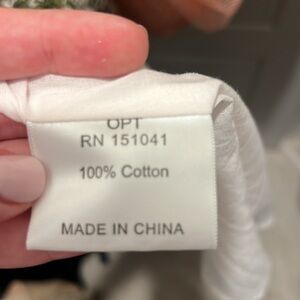 OPT
RN 151041
100% Cotton
MADE IN CHINA